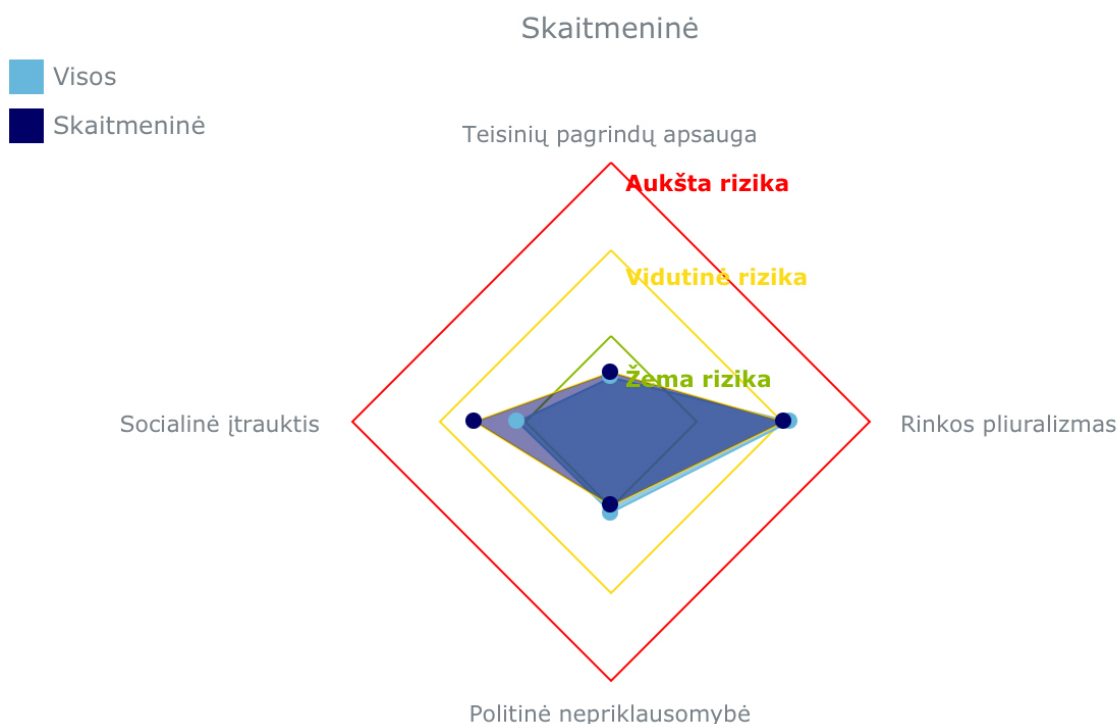 Skaitmeninė
Visos
Skaitmeninė
Teisinių pagrindų apsauga
Aukšta rizika
Vidutinė rizika
Žema rizika
Socialinė įtrauktis
Rinkos pliuralizmas
Politinė nepriklausomybė